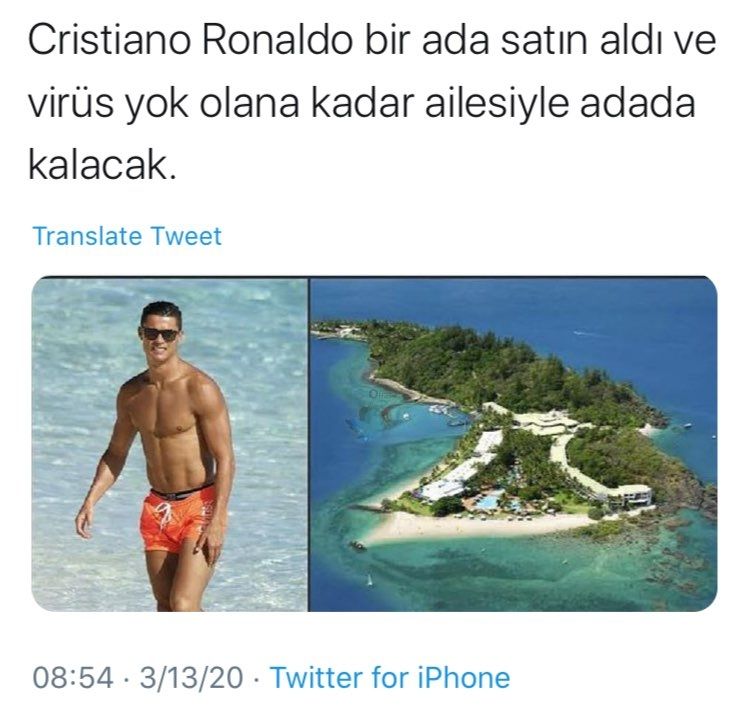 Cristiano Ronaldo bir ada satın aldı ve
virüs yok olana kadar ailesiyle adada
kalacak.
Translate Tweet
08:54 · 3/13/20 · Twitter for iPhone